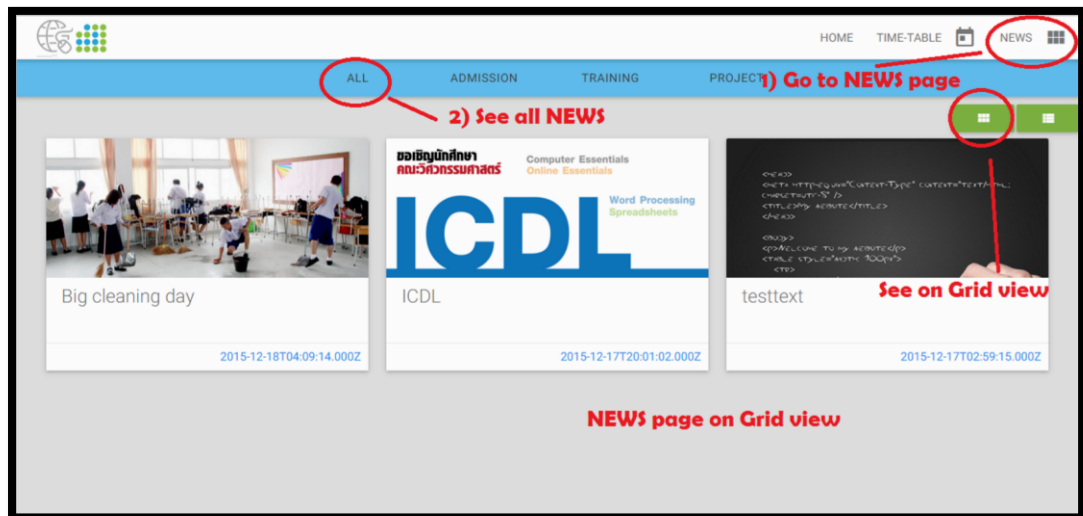 HOME TIME-TABLE NEWS
ALL ADMISSION TRAINING PROJECT
1) Go to NEWS page
2) See all NEWS
ขอเชิญนักศึกษา
คณะวิศวกรรมศาสตร์
Computer Essentials
Online Essentials
Word Processing
Spreadsheets
ICDL
Big cleaning day
ICDL
testtext
See on Grid view
2015-12-18T04:09:14.000Z
2015-12-17T20:01:02.000Z
2015-12-17T02:59:15.000Z
NEWS page on Grid view